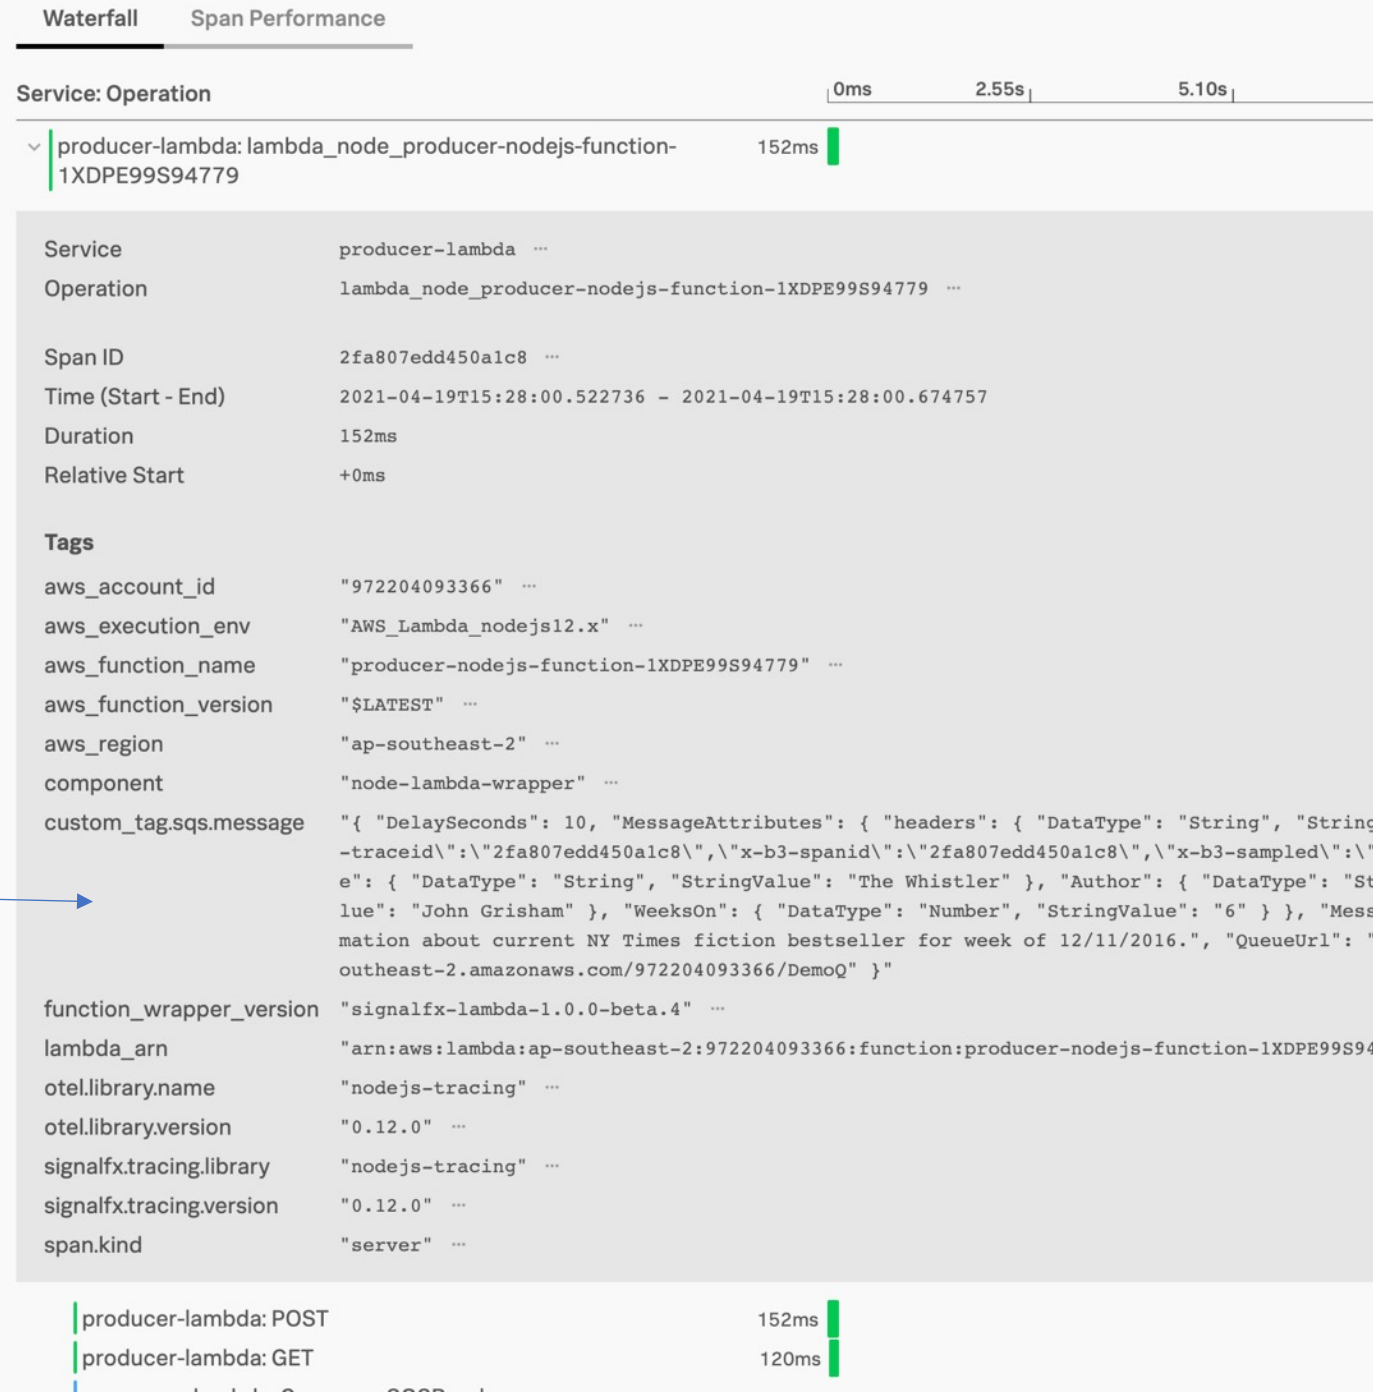 Waterfall Span Performance
Service: Operation 0ms 2.55s 5.10s
producer-lambda: lambda_node_producer-nodejs-function- 152ms
1XDPE99S94779
Service producer-lambda ···
Operation lambda_node_producer-nodejs-function-1XDPE99S94779 ···
Span ID 2fa807edd450a1c8 ···
Time (Start - End) 2021-04-19T15:28:00.522736 - 2021-04-19T15:28:00.674757
Duration 152ms
Relative Start +0ms
Tags
aws_account_id "972204093366" ···
aws_execution_env "AWS_Lambda_nodejs12.x" ···
aws_function_name "producer-nodejs-function-1XDPE99S94779" ···
aws_function_version "$LATEST" ···
aws_region "ap-southeast-2" ···
component "node-lambda-wrapper" ···
custom_tag.sqs.message "{ "DelaySeconds": 10, "MessageAttributes": { "headers": { "DataType": "String", "String
-traceid\":\"2fa807edd450a1c8\",\"x-b3-spanid\":\"2fa807edd450a1c8\",\"x-b3-sampled\":\"
e": { "DataType": "String", "StringValue": "The Whistler" }, "Author": { "DataType": "St
lue": "John Grisham" }, "WeeksOn": { "DataType": "Number", "StringValue": "6" } }, "Mess
mation about current NY Times fiction bestseller for week of 12/11/2016.", "QueueUrl": "
outheast-2.amazonaws.com/972204093366/DemoQ" }"
function_wrapper_version "signalfx-lambda-1.0.0-beta.4" ···
lambda_arn "arn:aws:lambda:ap-southeast-2:972204093366:function:producer-nodejs-function-1XDPE99S94
otel.library.name "nodejs-tracing" ···
otel.library.version "0.12.0" ···
signalfx.tracing.library "nodejs-tracing" ···
signalfx.tracing.version "0.12.0" ···
span.kind "server" ···
producer-lambda: POST 152ms
producer-lambda: GET 120ms